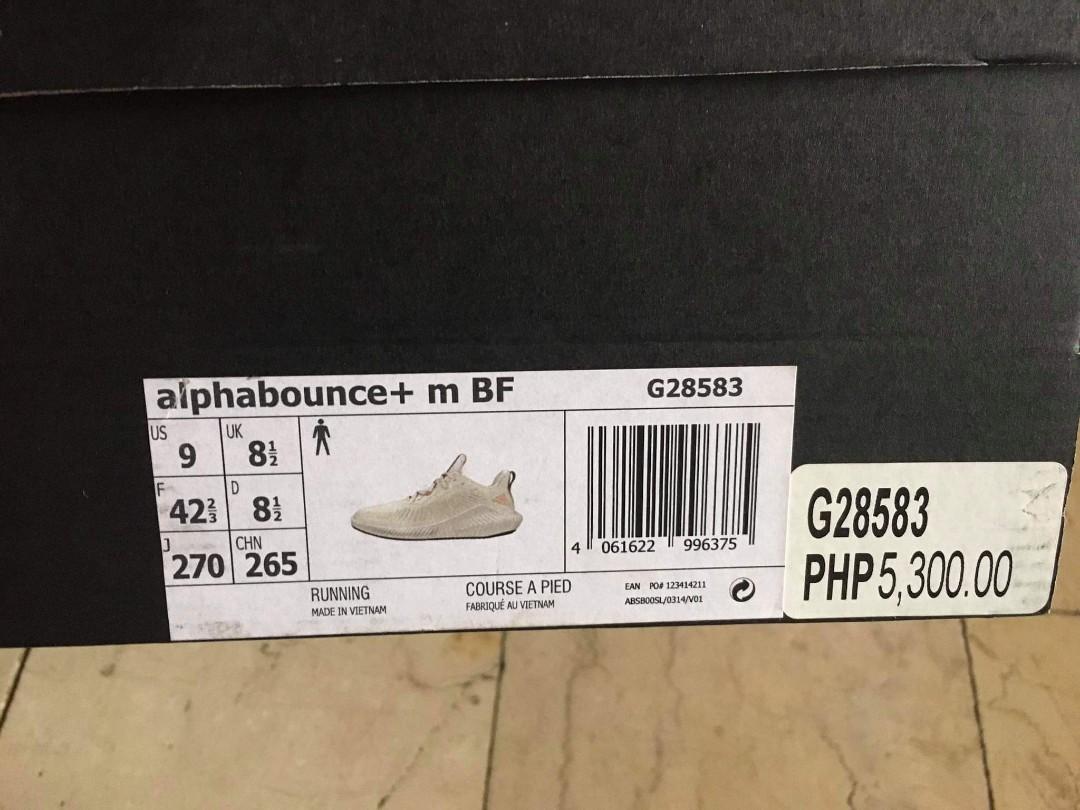 alphabounce+ m BF G28583
US 9 UK 8½
F 42⅔ D 8½
J 270 CHN 265
4 061622 996375
RUNNING COURSE A PIED
MADE IN VIETNAM FABRIQUÉ AU VIETNAM
EAN PO# 123414211
ABSB00SL/0314/V01
G28583
PHP 5,300.00